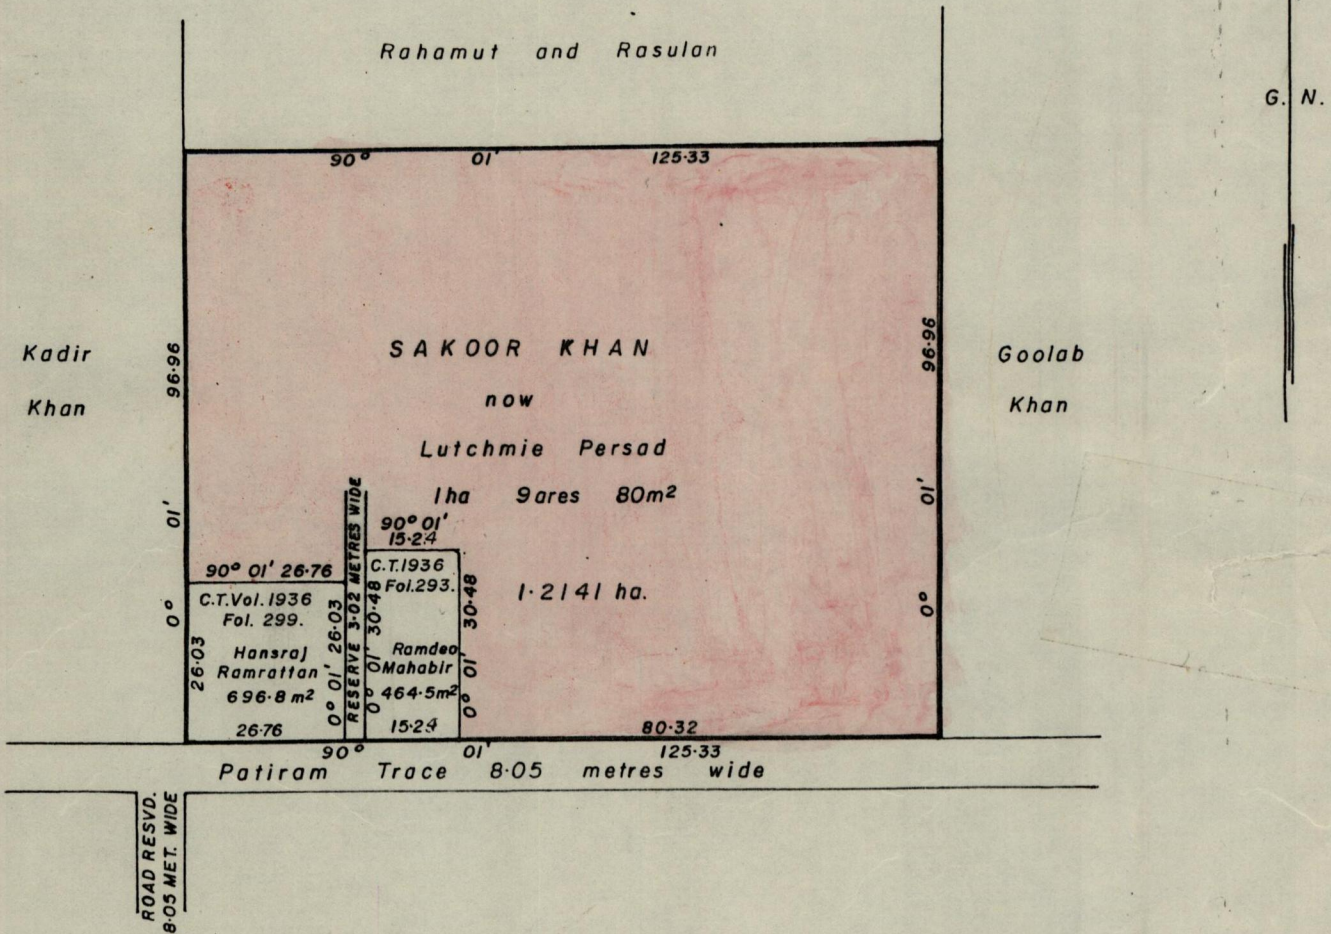 Rahamut and Rasulan
G. N.
90° 01' 125·33
Kadir
Khan
0° 01' 96·96
SAKOOR KHAN
now
Lutchmie Persad
1ha 9ares 80m²
1·2141 ha.
0° 01' 96·96
Goolab
Khan
90° 01' 26·76
C.T.Vol.1936
Fol. 299.
Hansraj
Ramrattan
696·8 m²
26·03
26·76
0° 01' 26·03
RESERVE 3·02 METRES WIDE
90° 01'
15·24
C.T.1936
Fol.293.
0° 01' 30·48
Ramdeo
Mahabir
464·5m²
15·24
0° 01' 30·48
80·32
90° 01' 125·33
Patiram Trace 8·05 metres wide
ROAD RESVD.
8·05 MET. WIDE